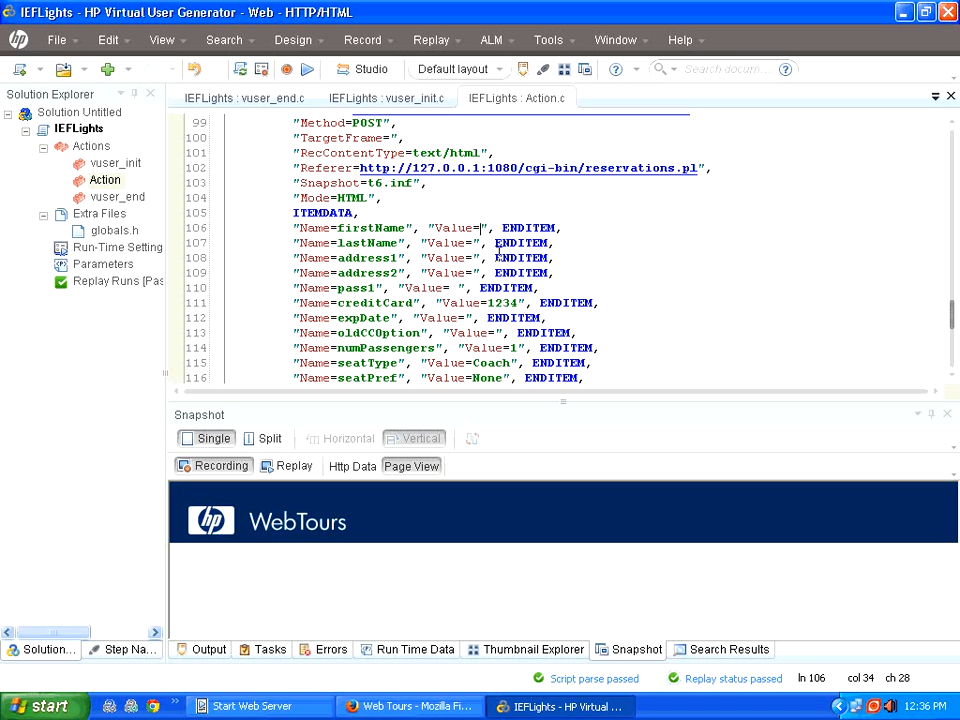 IEFLights - HP Virtual User Generator - Web - HTTP/HTML
File Edit View Search Design Record Replay ALM Tools Window Help
Studio Default layout Search docum...
Solution Explorer
IEFLights : vuser_end.c IEFLights : vuser_init.c IEFLights : Action.c
Solution Untitled
IEFLights
Actions
vuser_init
Action
vuser_end
Extra Files
globals.h
Run-Time Setting
Parameters
Replay Runs [Pas
99 "Method=POST",
100 "TargetFrame=",
101 "RecContentType=text/html",
102 "Referer=http://127.0.0.1:1080/cgi-bin/reservations.pl",
103 "Snapshot=t6.inf",
104 "Mode=HTML",
105 ITEMDATA,
106 "Name=firstName", "Value=", ENDITEM,
107 "Name=lastName", "Value=", ENDITEM,
108 "Name=address1", "Value=", ENDITEM,
109 "Name=address2", "Value=", ENDITEM,
110 "Name=pass1", "Value= ", ENDITEM,
111 "Name=creditCard", "Value=1234", ENDITEM,
112 "Name=expDate", "Value=", ENDITEM,
113 "Name=oldCCOption", "Value=", ENDITEM,
114 "Name=numPassengers", "Value=1", ENDITEM,
115 "Name=seatType", "Value=Coach", ENDITEM,
116 "Name=seatPref", "Value=None", ENDITEM,
Snapshot
Single Split Horizontal Vertical
Recording Replay Http Data Page View
hp WebTours
Solution... Step Na... Output Tasks Errors Run Time Data Thumbnail Explorer Snapshot Search Results
Script parse passed Replay status passed ln 106 col 34 ch 28
start Start Web Server Web Tours - Mozilla Fi... IEFLights - HP Virtual ... 12:36 PM